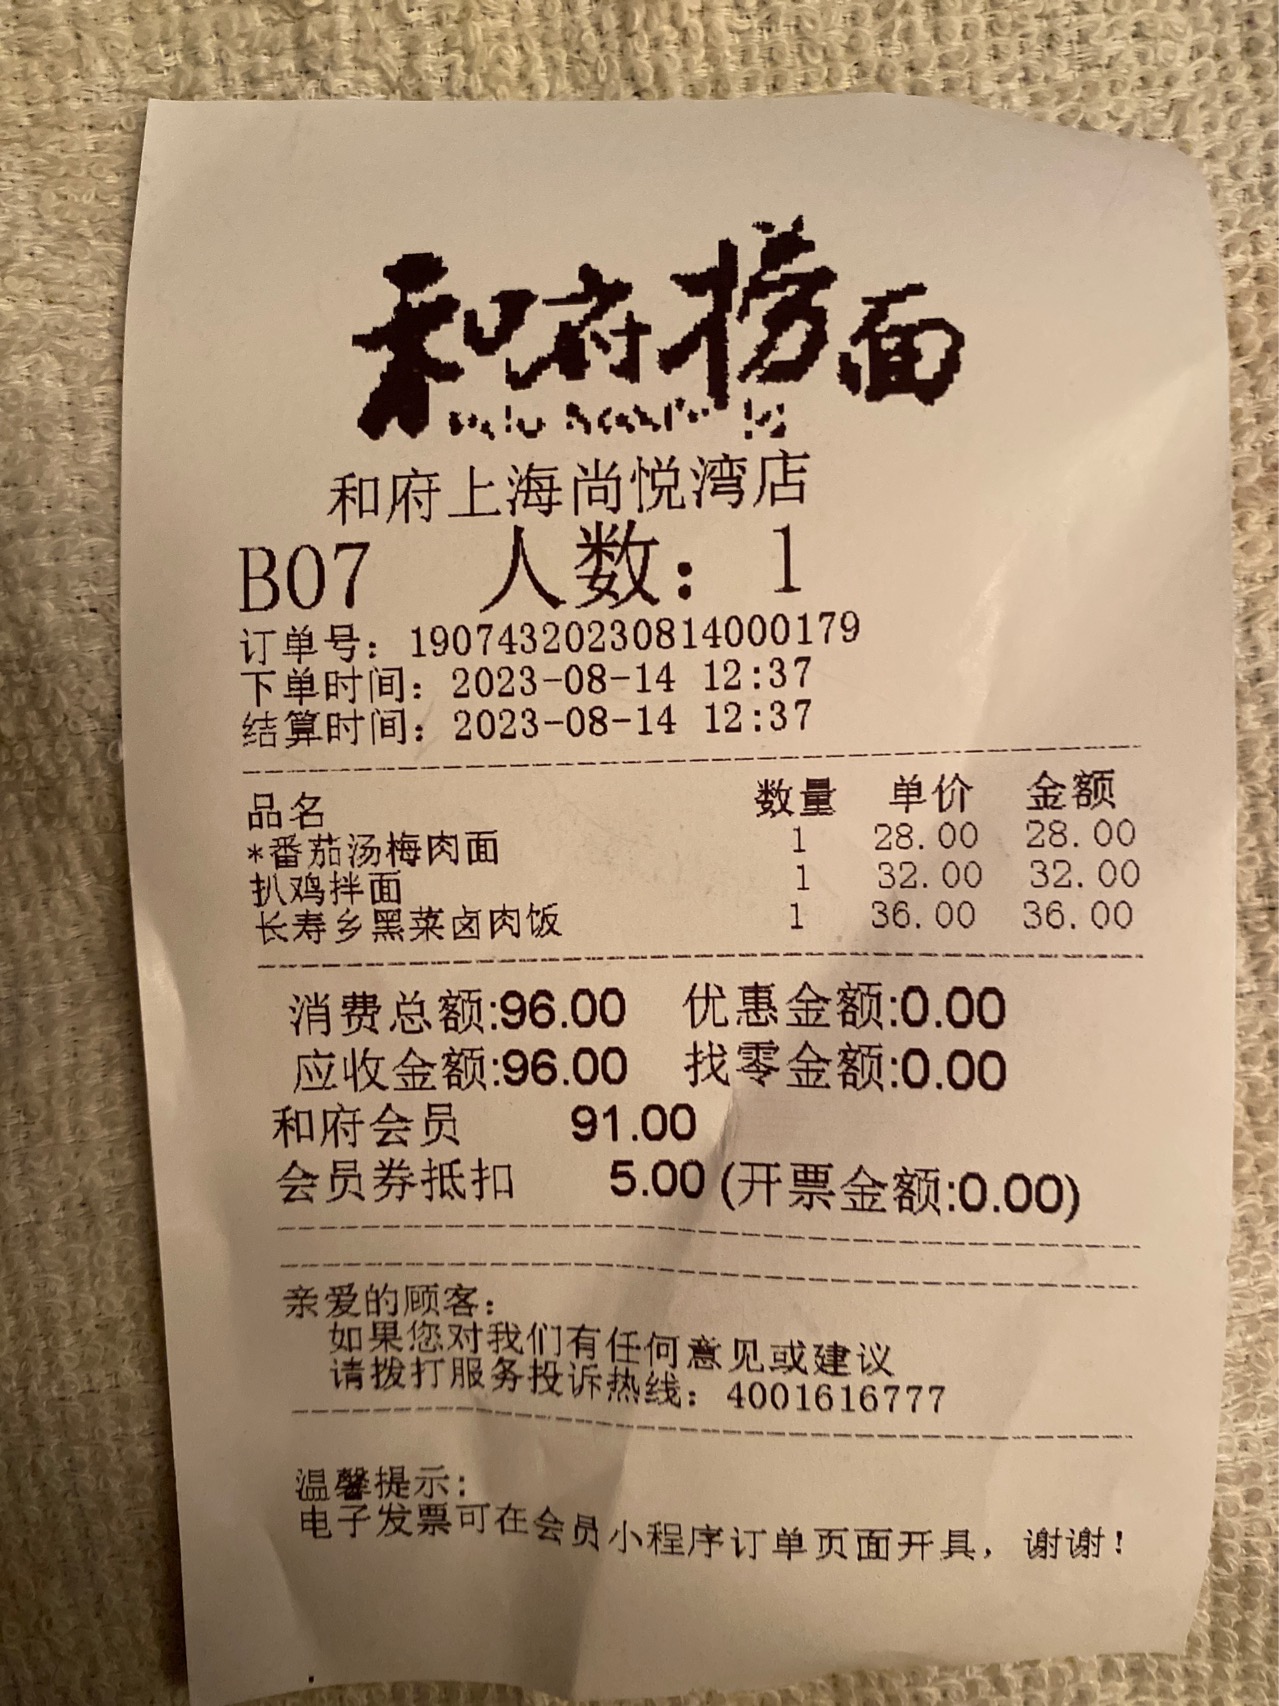 和府捞面
和府上海尚悦湾店
B07 人数：1
订单号：19074320230814000179
下单时间：2023-08-14 12:37
结算时间：2023-08-14 12:37
品名 数量 单价 金额
*番茄汤梅肉面 1 28.00 28.00
扒鸡拌面 1 32.00 32.00
长寿乡黑菜卤肉饭 1 36.00 36.00
消费总额:96.00 优惠金额:0.00
应收金额:96.00 找零金额:0.00
和府会员 91.00
会员券抵扣 5.00 (开票金额:0.00)
亲爱的顾客：
如果您对我们有任何意见或建议
请拨打服务投诉热线：4001616777
温馨提示：
电子发票可在会员小程序订单页面开具，谢谢！